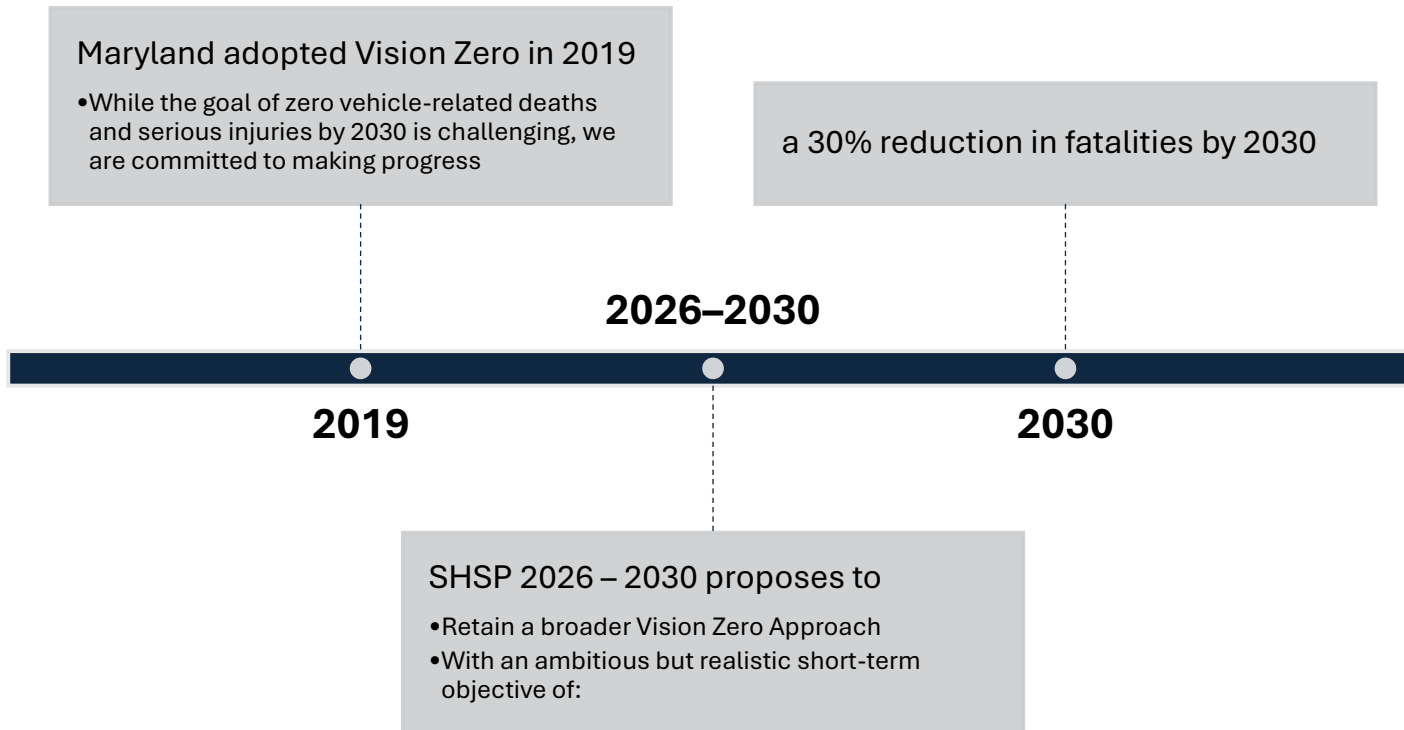 Maryland adopted Vision Zero in 2019
•While the goal of zero vehicle-related deaths
and serious injuries by 2030 is challenging, we
are committed to making progress
a 30% reduction in fatalities by 2030
2026–2030
2019
2030
SHSP 2026 – 2030 proposes to
•Retain a broader Vision Zero Approach
•With an ambitious but realistic short-term
objective of: